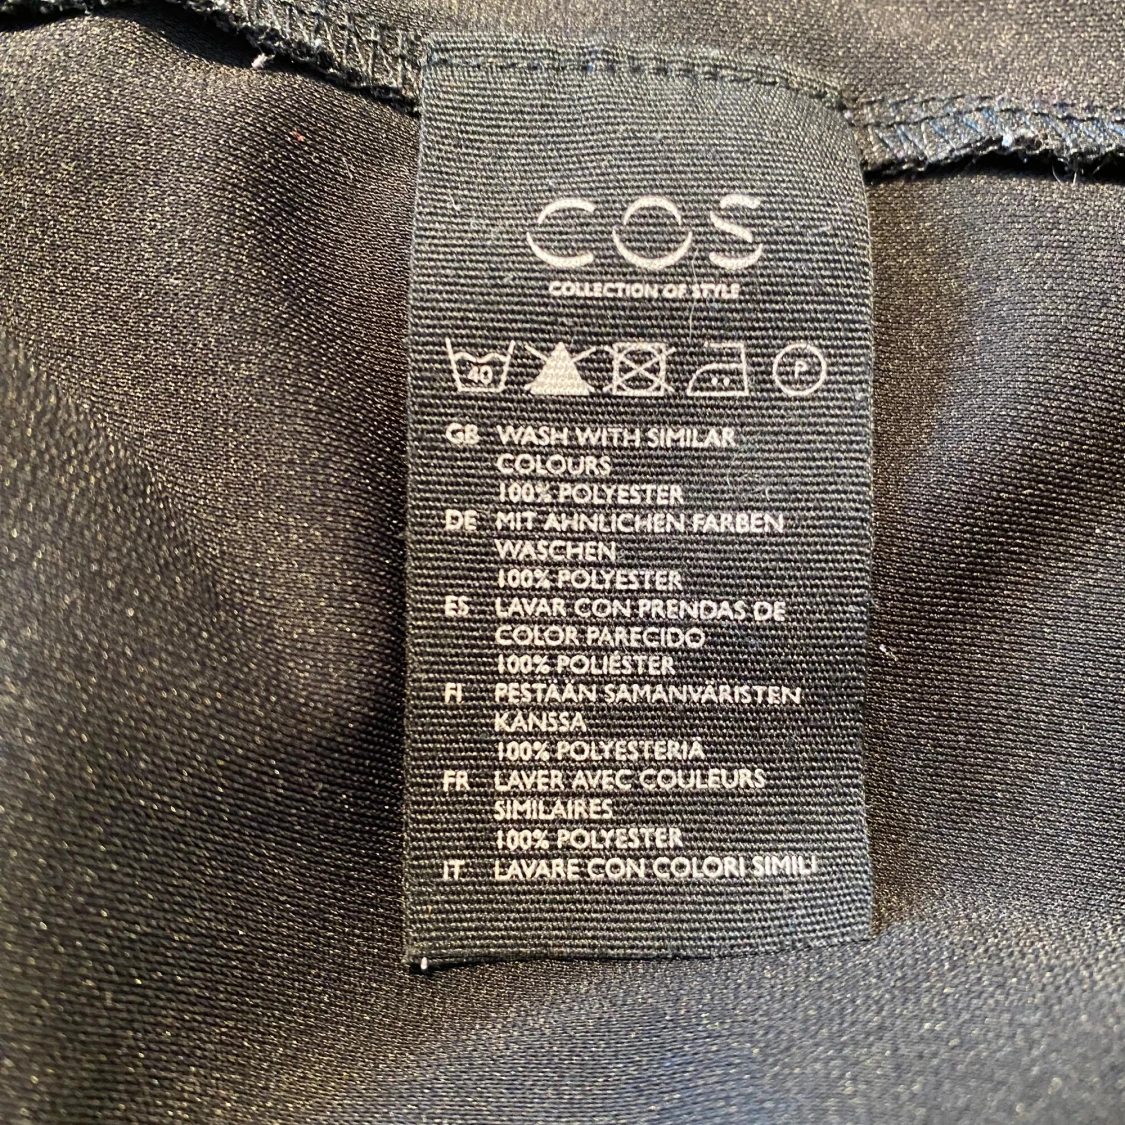 COS
COLLECTION OF STYLE
40 P
GB WASH WITH SIMILAR
COLOURS
100% POLYESTER
DE MIT ÄHNLICHEN FARBEN
WASCHEN
100% POLYESTER
ES LAVAR CON PRENDAS DE
COLOR PARECIDO
100% POLIÉSTER
FI PESTÄÄN SAMANVÄRISTEN
KANSSA
100% POLYESTERIÄ
FR LAVER AVEC COULEURS
SIMILAIRES
100% POLYESTER
IT LAVARE CON COLORI SIMILI